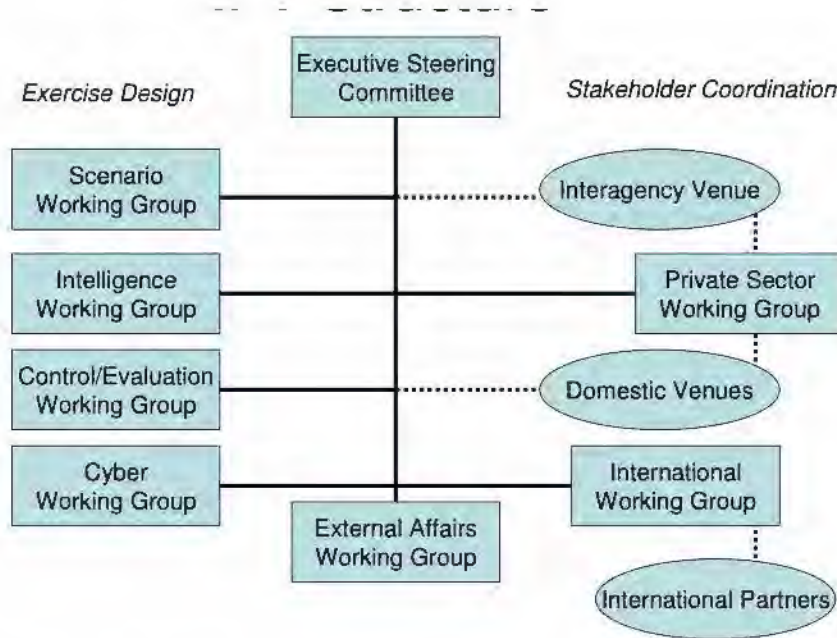 Executive Steering
Committee
Exercise Design
Stakeholder Coordination
Scenario
Working Group
Interagency Venue
Intelligence
Working Group
Private Sector
Working Group
Control/Evaluation
Working Group
Domestic Venues
Cyber
Working Group
International
Working Group
External Affairs
Working Group
International Partners